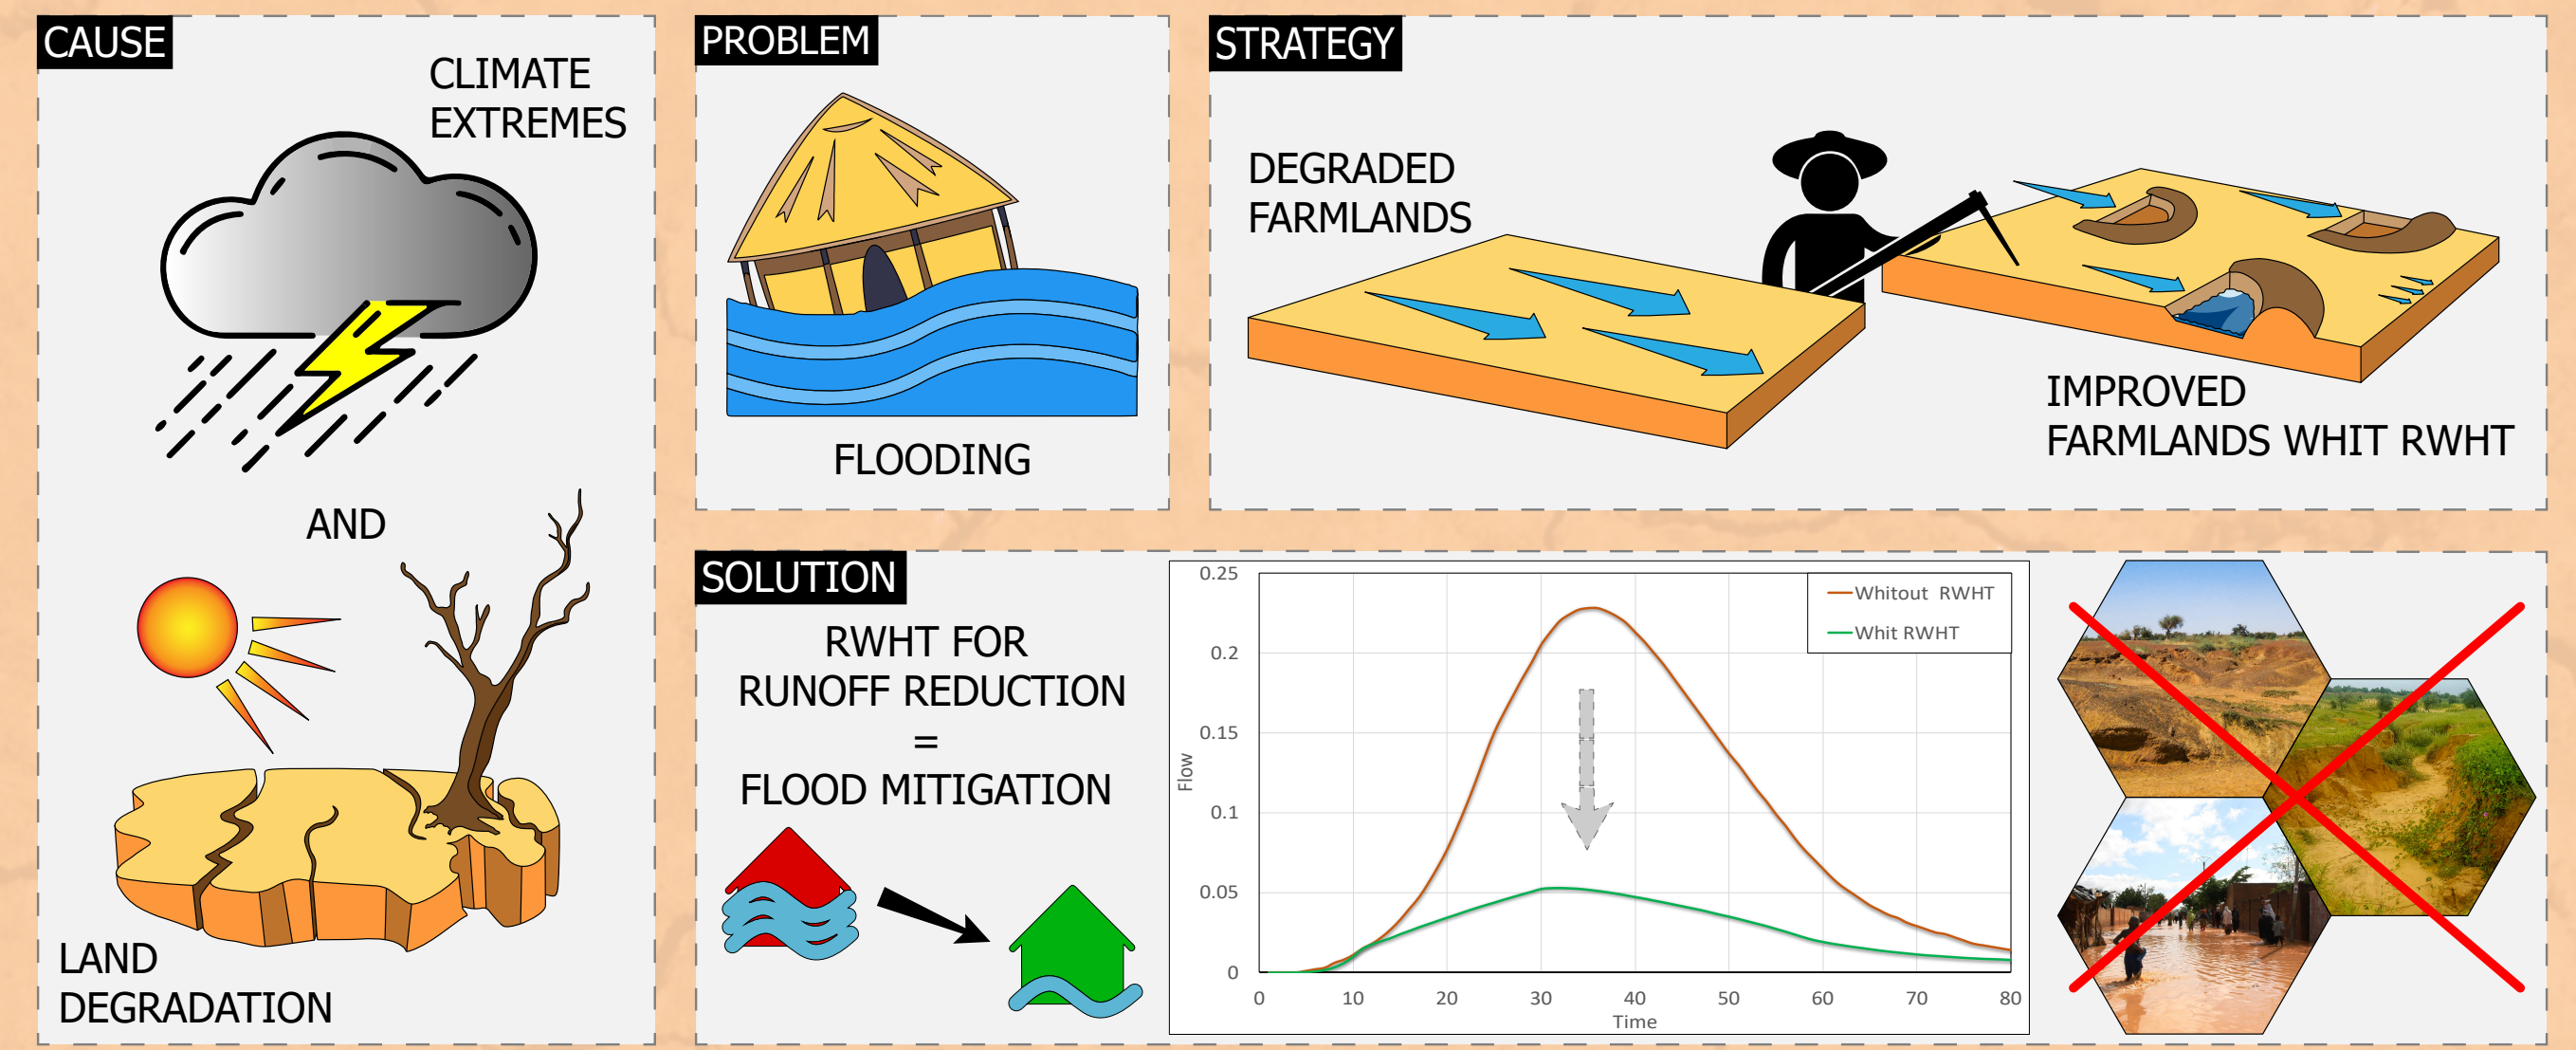 CAUSE
CLIMATE
EXTREMES
AND
LAND
DEGRADATION
PROBLEM
FLOODING
STRATEGY
DEGRADED
FARMLANDS
IMPROVED
FARMLANDS WHIT RWHT
SOLUTION
RWHT FOR
RUNOFF REDUCTION
=
FLOOD MITIGATION
0.25
0.2
0.15
0.1
0.05
0
Flow
0 10 20 30 40 50 60 70 80
Time
Whitout RWHT
Whit RWHT